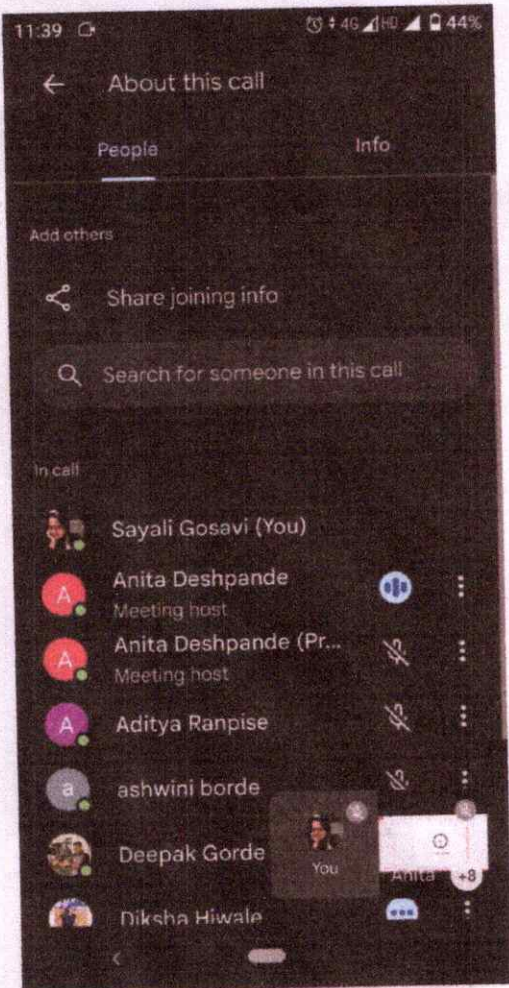 11:39 4G HD 44%
← About this call
People Info
Add others
Share joining info
Search for someone in this call
In call
Sayali Gosavi (You)
A Anita Deshpande
Meeting host
A Anita Deshpande (Pr...
Meeting host
A Aditya Ranpise
a ashwini borde
Deepak Gorde
You
Anita +8
Diksha Hiwale